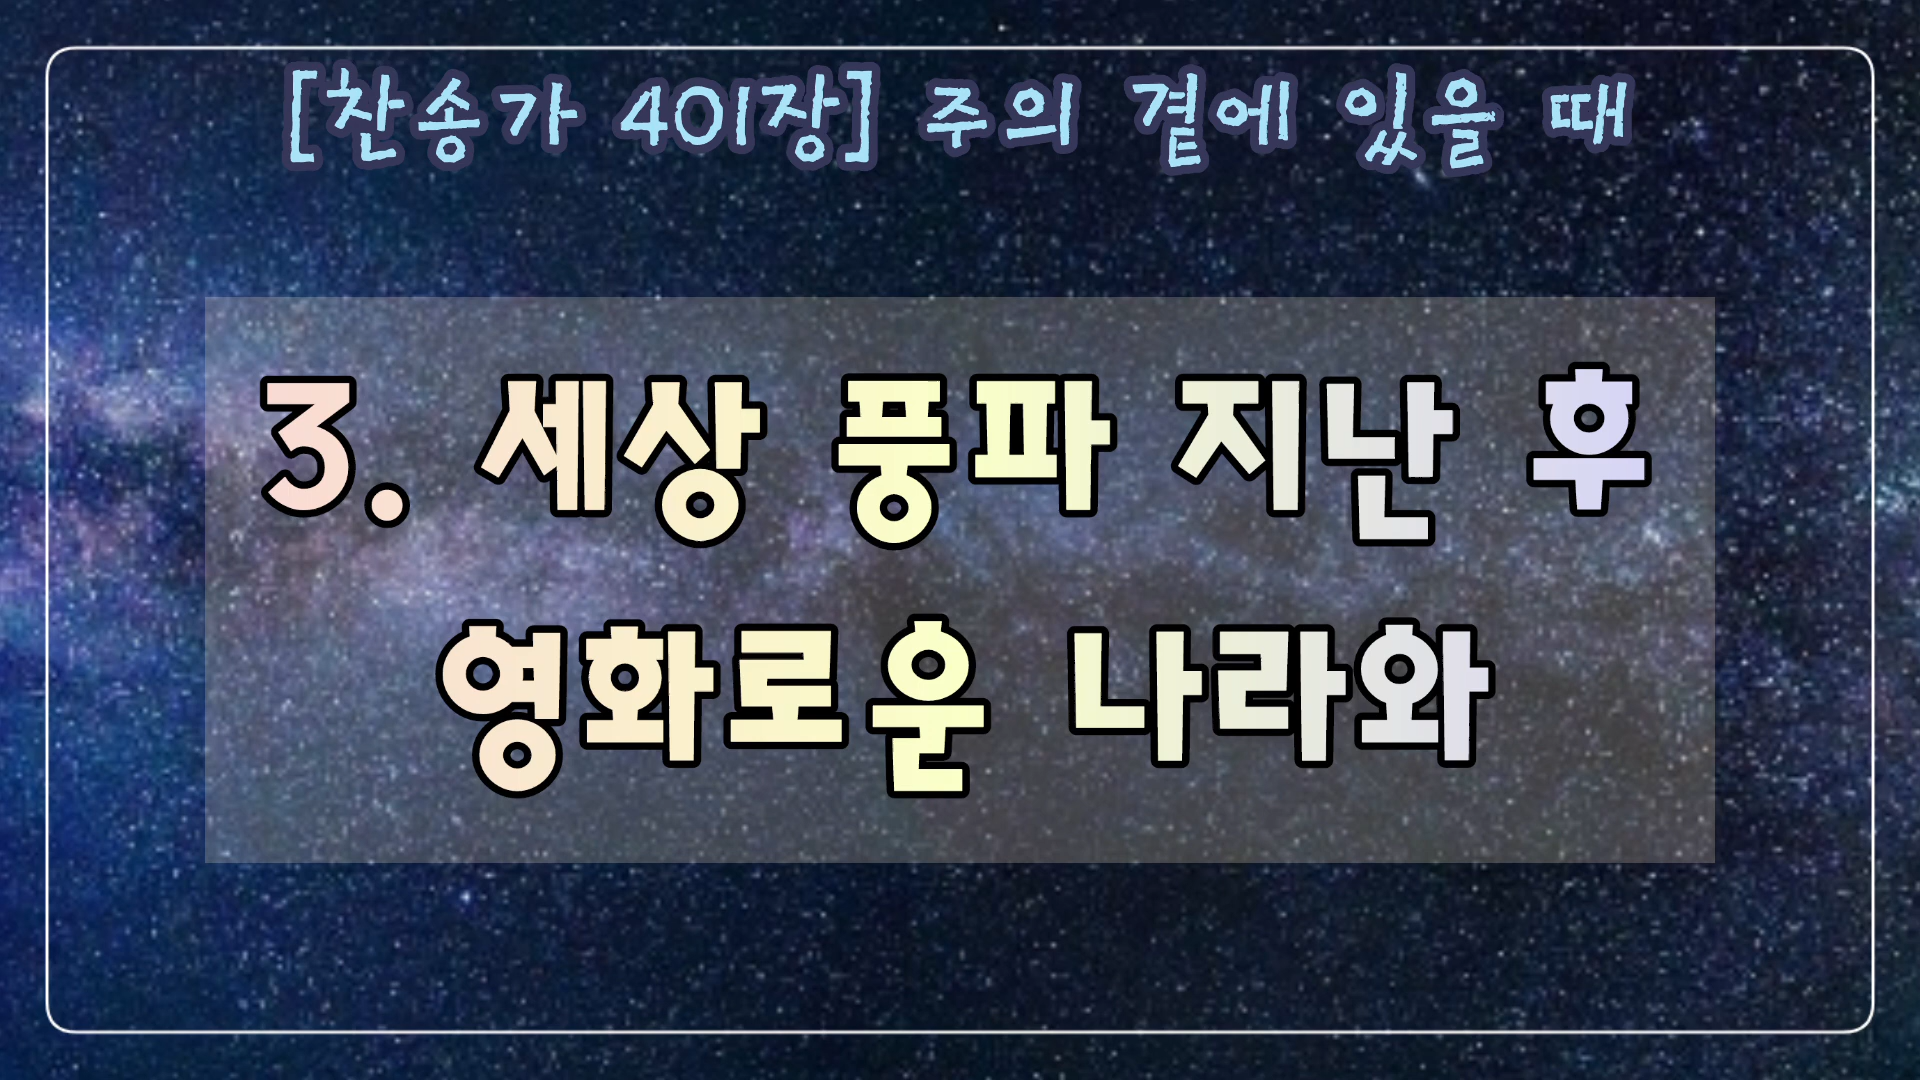 [찬송가 401장] 주의 곁에 있을 때
3. 세상 풍파 지난 후
영화로운 나라와